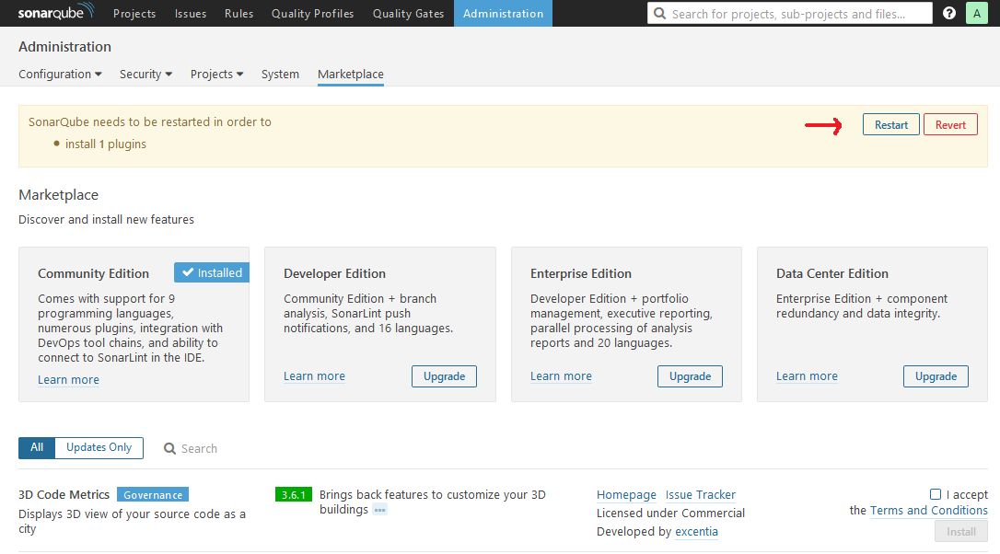 sonarqube Projects Issues Rules Quality Profiles Quality Gates Administration Search for projects, sub-projects and files... ? A
Administration
Configuration Security Projects System Marketplace
SonarQube needs to be restarted in order to
install 1 plugins
Restart Revert
Marketplace
Discover and install new features
Community Edition Installed
Comes with support for 9
programming languages,
numerous plugins, integration with
DevOps tool chains, and ability to
connect to SonarLint in the IDE.
Learn more
Developer Edition
Community Edition + branch
analysis, SonarLint push
notifications, and 16 languages.
Learn more Upgrade
Enterprise Edition
Developer Edition + portfolio
management, executive reporting,
parallel processing of analysis
reports and 20 languages.
Learn more Upgrade
Data Center Edition
Enterprise Edition + component
redundancy and data integrity.
Learn more Upgrade
All Updates Only Search
3D Code Metrics Governance
Displays 3D view of your source code as a
city
3.6.1 Brings back features to customize your 3D
buildings ...
Homepage Issue Tracker
Licensed under Commercial
Developed by excentia
I accept
the Terms and Conditions
Install